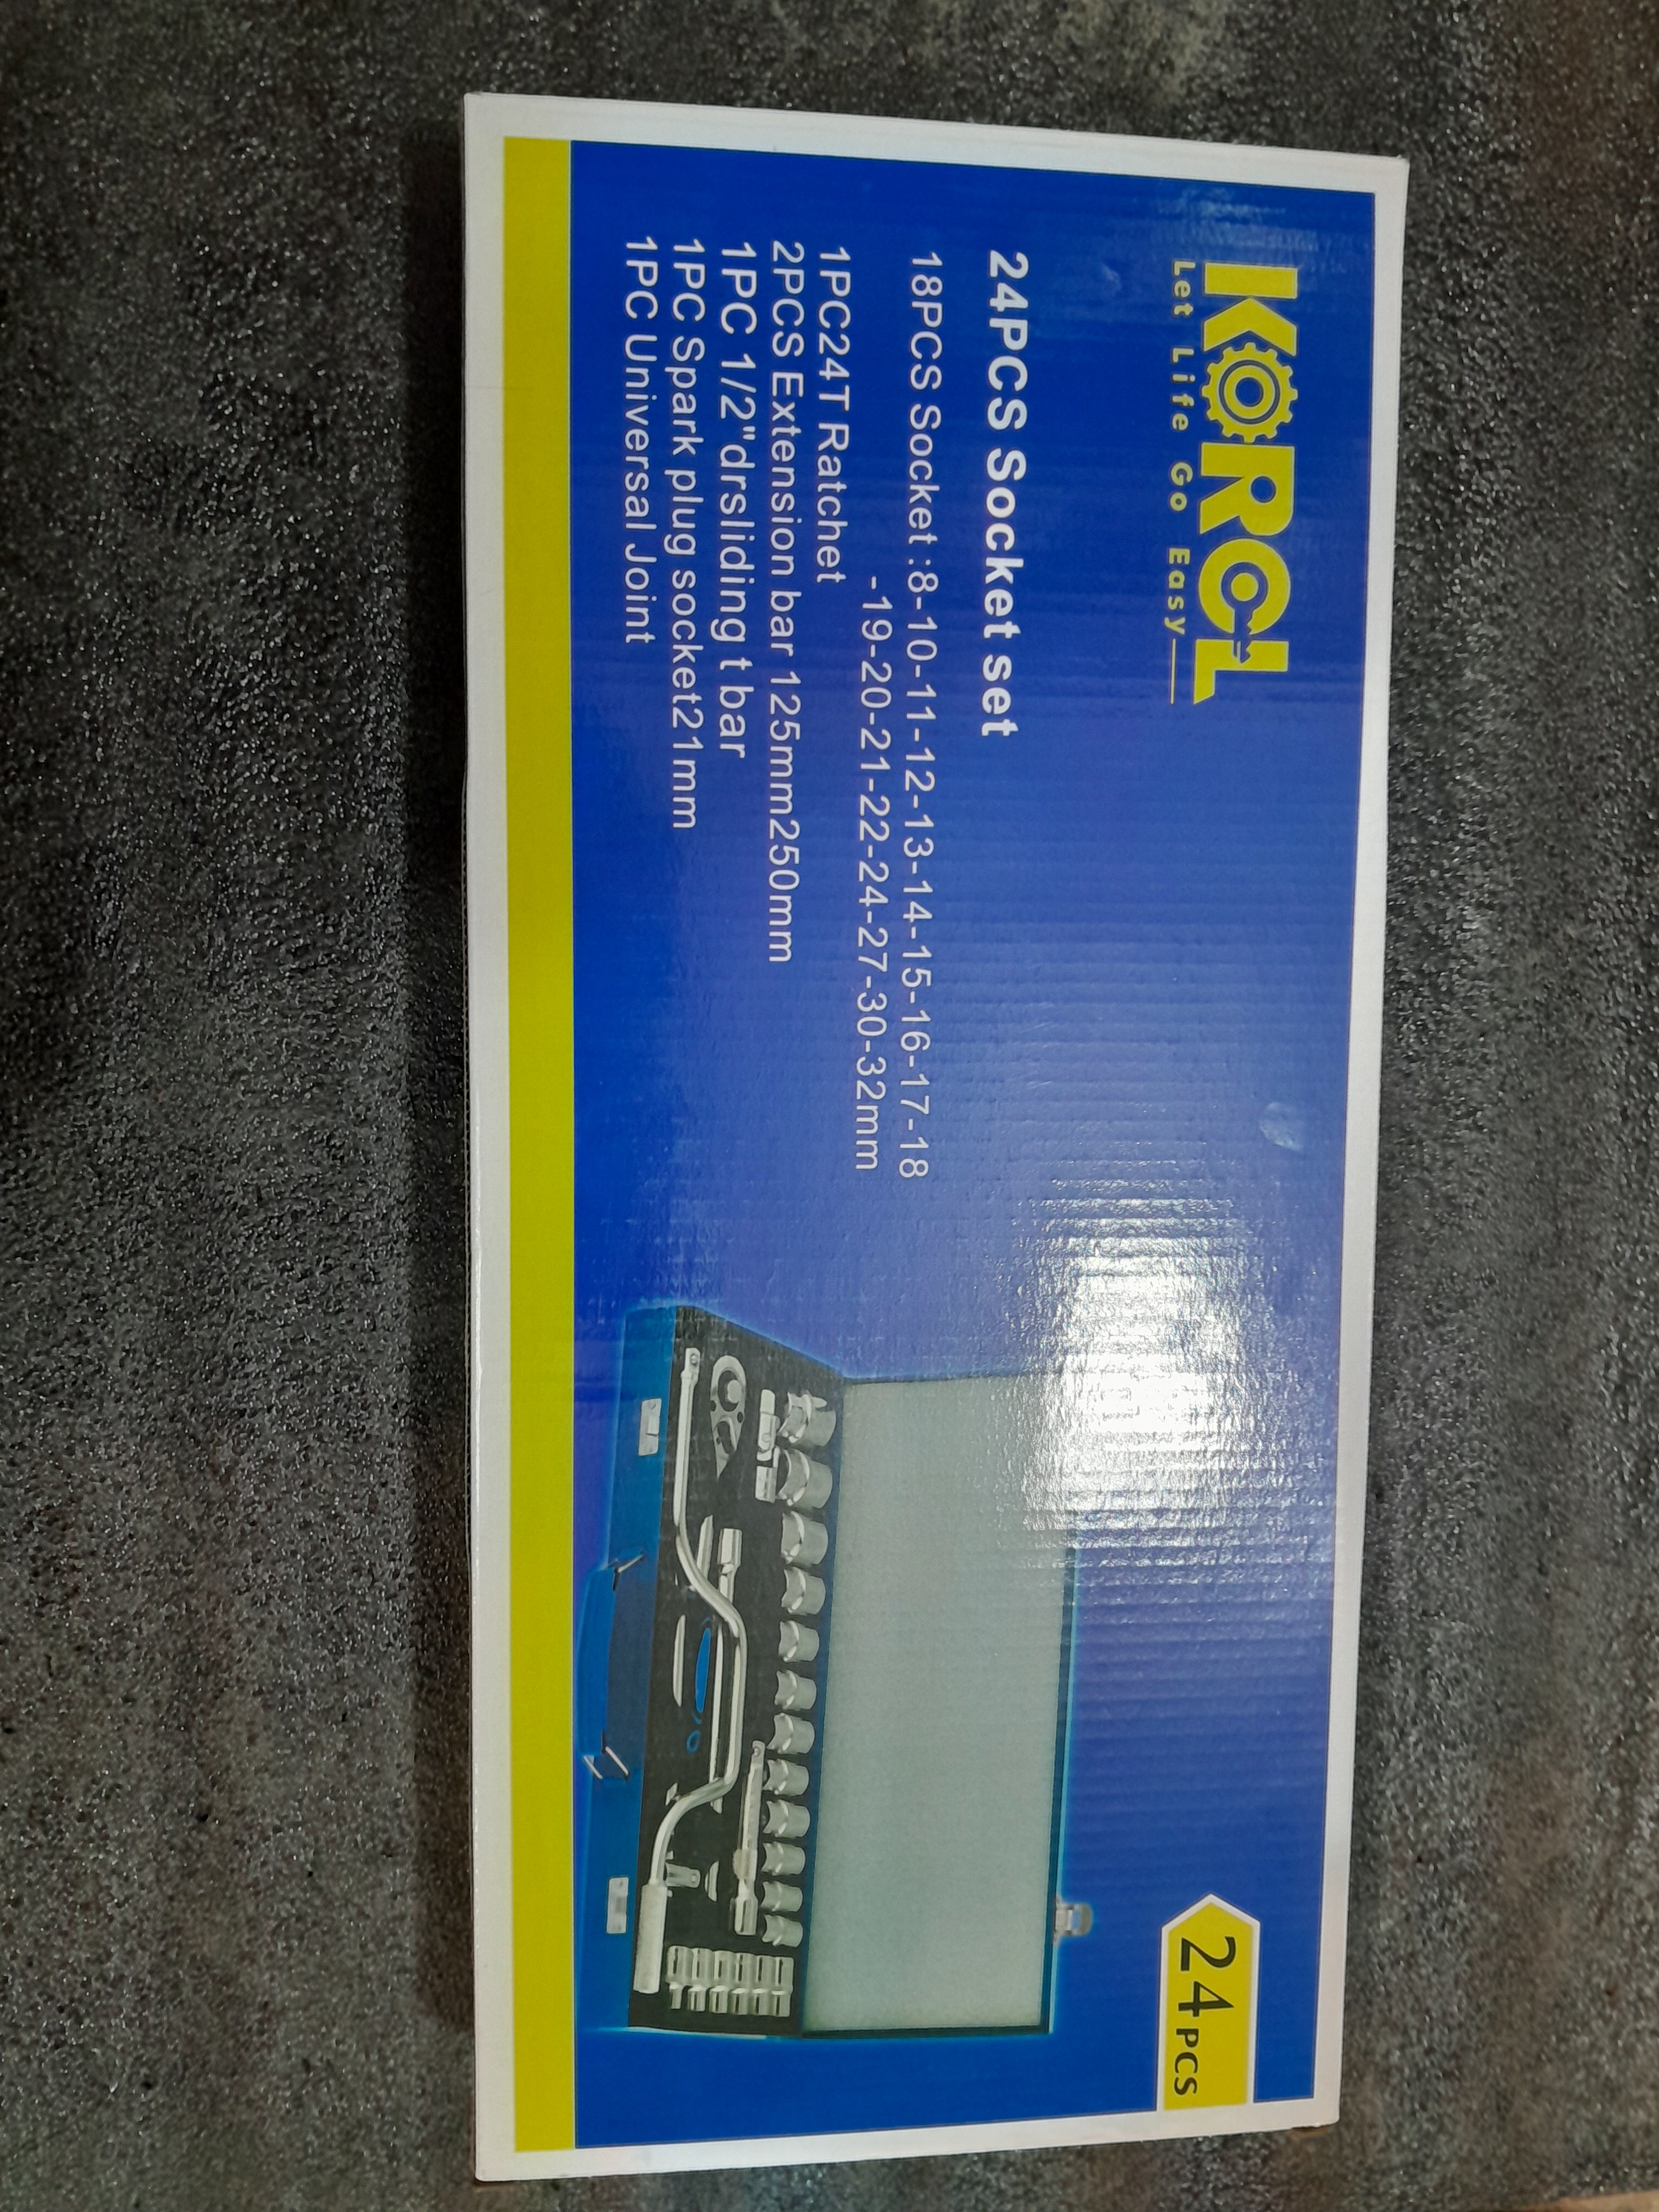 KORCL
Let Life Go Easy
24PCS
24PCS Socket set
18PCS Socket :8-10-11-12-13-14-15-16-17-18
-19-20-21-22-24-27-30-32mm
1PC24T Ratchet
2PCS Extension bar 125mm250mm
1PC 1/2"drsliding t bar
1PC Spark plug socket21mm
1PC Universal Joint